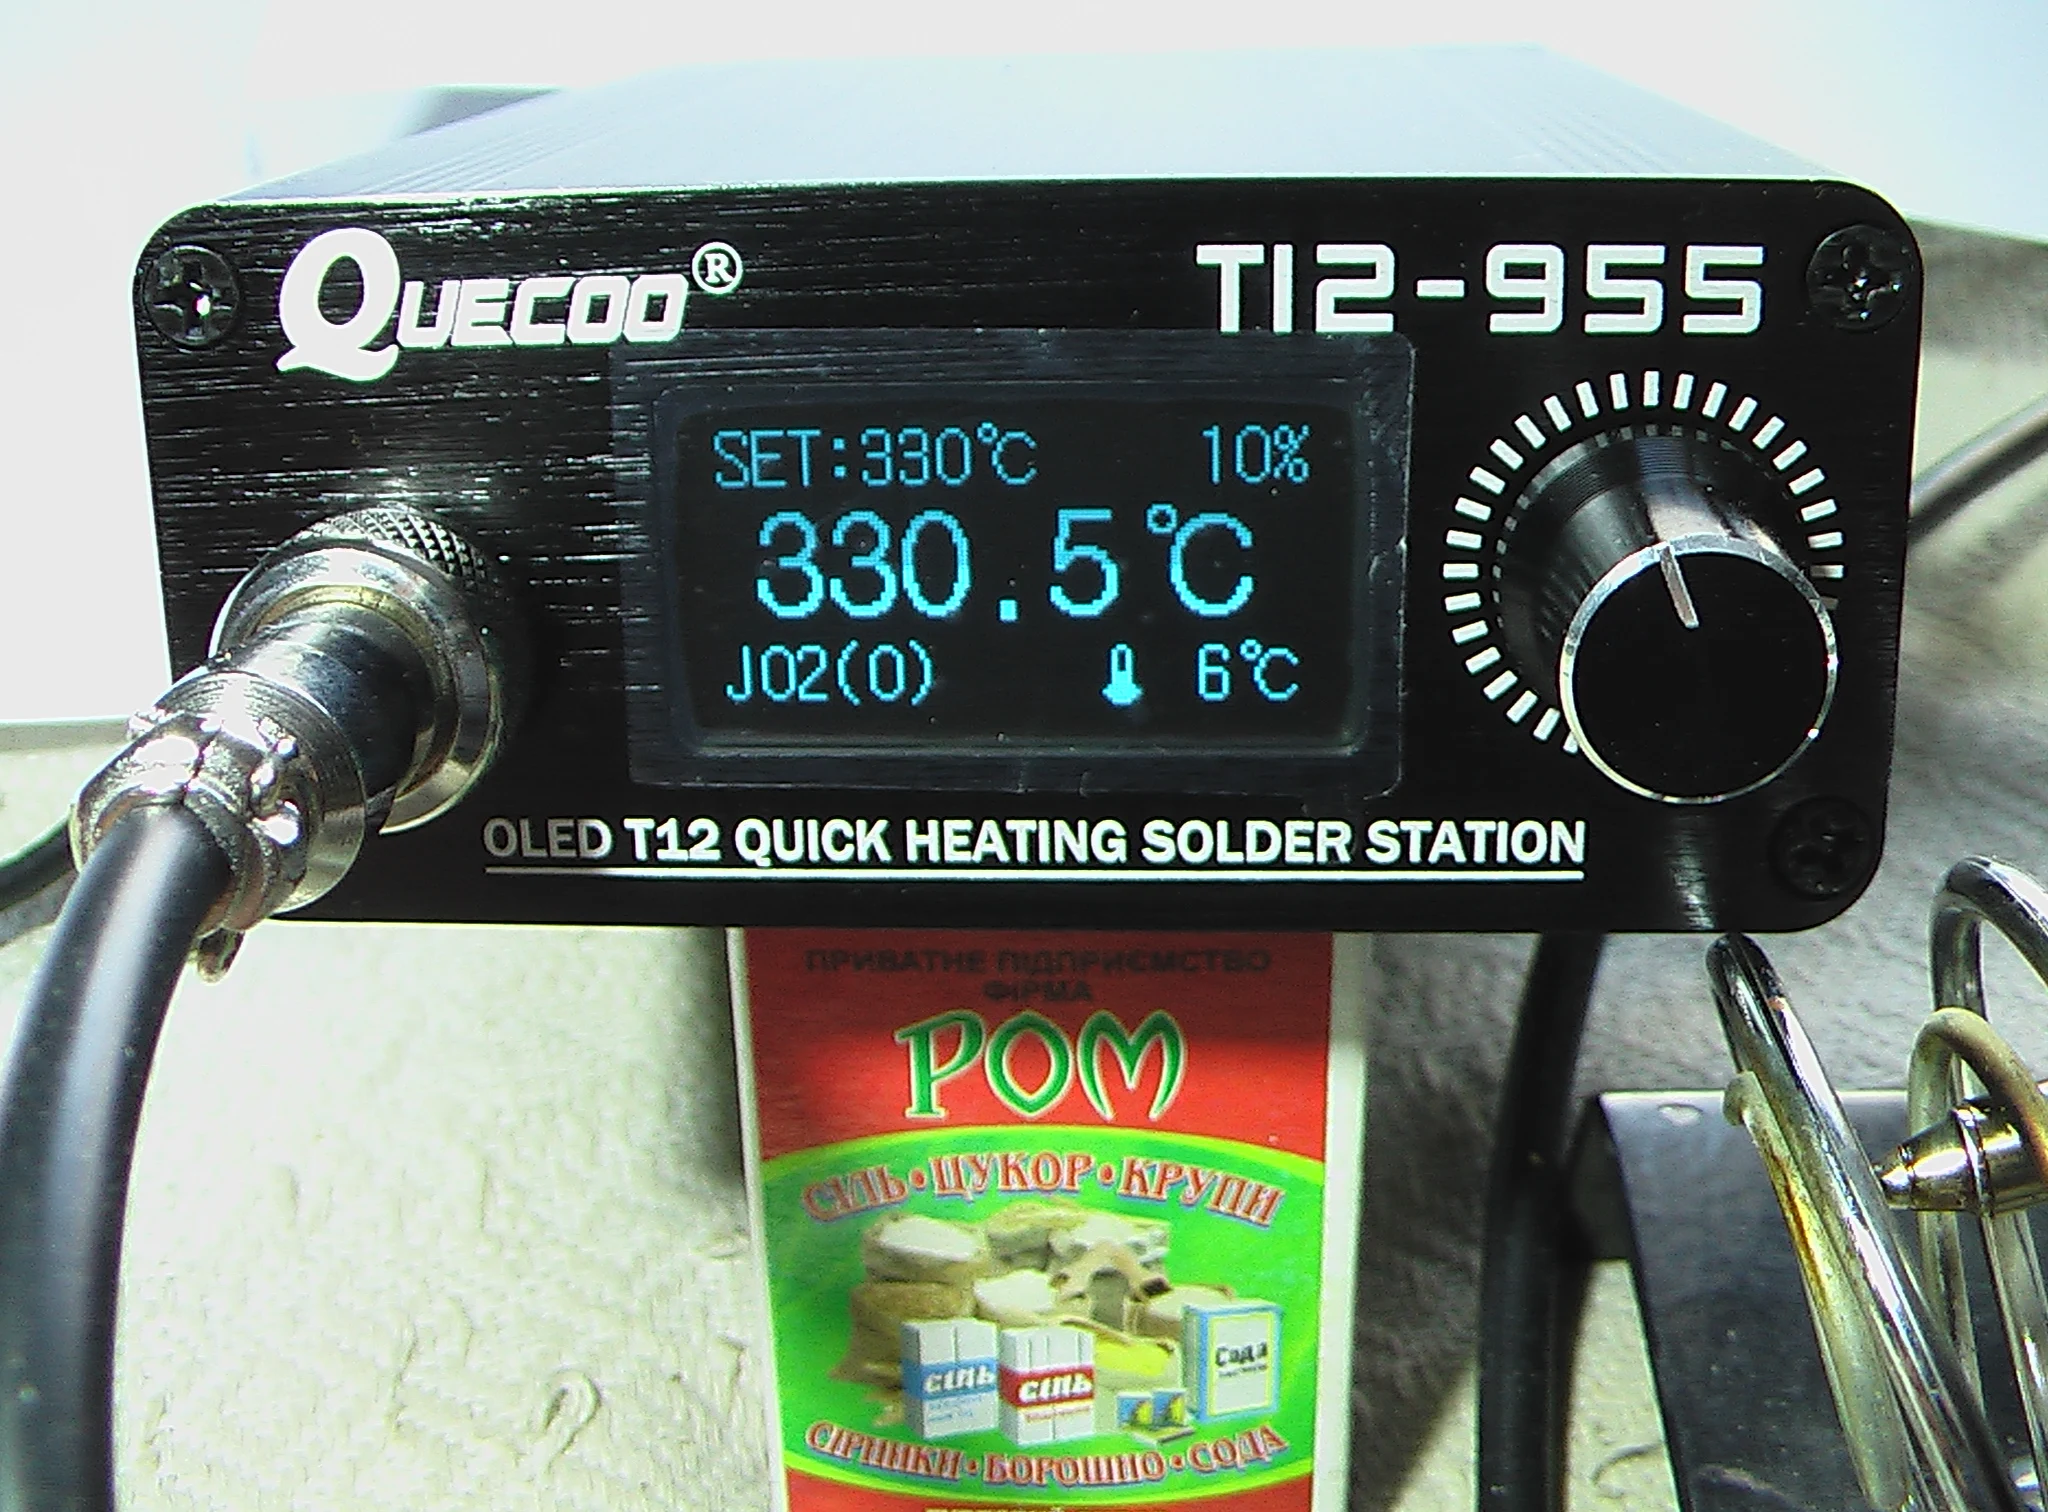 QUECOO®
T12-955
SET:330℃ 10%
330.5℃
J02(0) 6℃
OLED T12 QUICK HEATING SOLDER STATION
ПРИВАТНЕ ПІДПРИЄМСТВО
ФІРМА
РОМ
СІЛЬ • ЦУКОР • КРУПИ
Сода
сіль
сіль
СІРНИКИ • БОРОШНО • СОДА